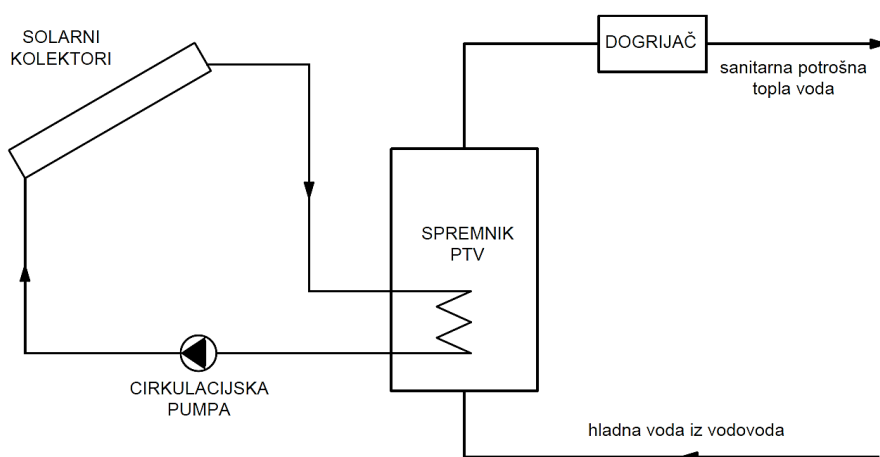 SOLARNI
KOLEKTORI
DOGRIJAČ
sanitarna potrošna
topla voda
SPREMNIK
PTV
CIRKULACIJSKA
PUMPA
hladna voda iz vodovoda